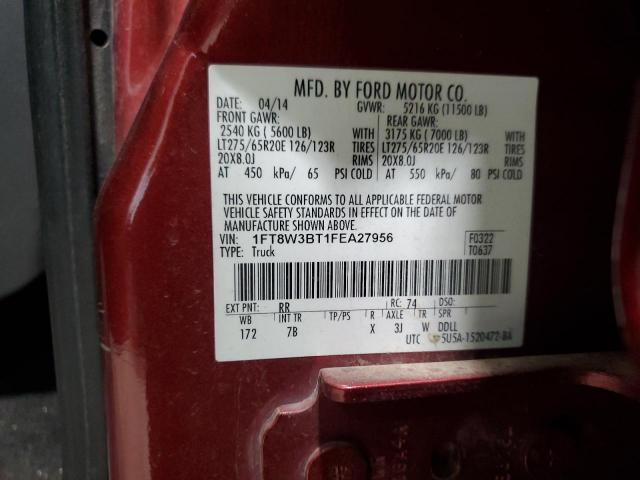 MFD. BY FORD MOTOR CO.
DATE: 04/14 GVWR: 5216 KG (11500 LB)
FRONT GAWR: REAR GAWR:
2540 KG (5600 LB) WITH 3175 KG (7000 LB) WITH
LT275/65R20E 126/123R TIRES LT275/65R20E 126/123R TIRES
20X8.0J RIMS 20X8.0J RIMS
AT 450 kPa/ 65 PSI COLD AT 550 kPa/ 80 PSI COLD
THIS VEHICLE CONFORMS TO ALL APPLICABLE FEDERAL MOTOR
VEHICLE SAFETY STANDARDS IN EFFECT ON THE DATE OF
MANUFACTURE SHOWN ABOVE.
VIN: 1FT8W3BT1FEA27956 F0322
TYPE: Truck T0637
EXT PNT: RR RC: 74 DSO:
WB INT TR TP/PS R AXLE TR SPR
172 7B X 3J W DDLL
UTC 5U5A-1520472-BA